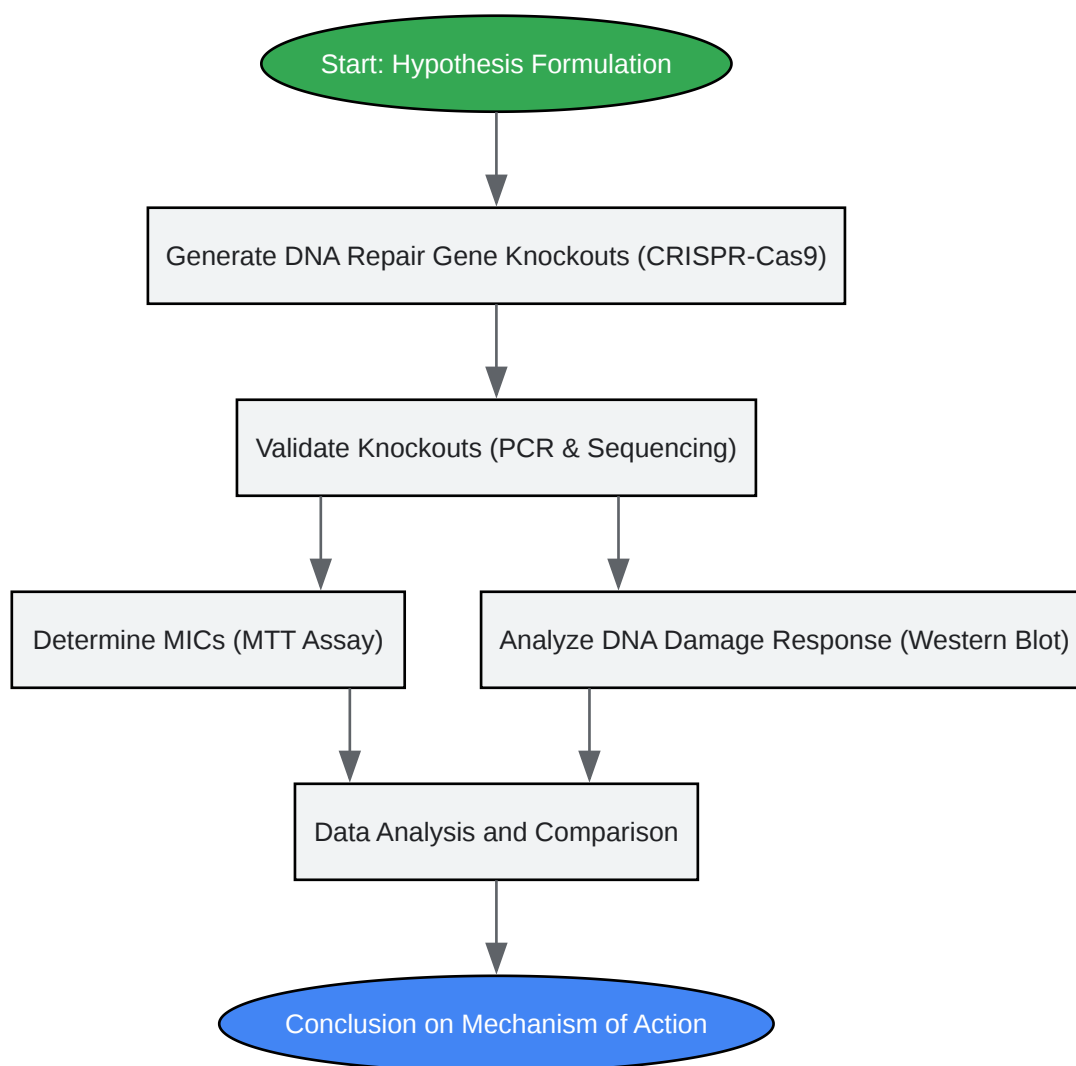 Start: Hypothesis Formulation
Generate DNA Repair Gene Knockouts (CRISPR-Cas9)
Validate Knockouts (PCR & Sequencing)
Determine MICs (MTT Assay)
Analyze DNA Damage Response (Western Blot)
Data Analysis and Comparison
Conclusion on Mechanism of Action